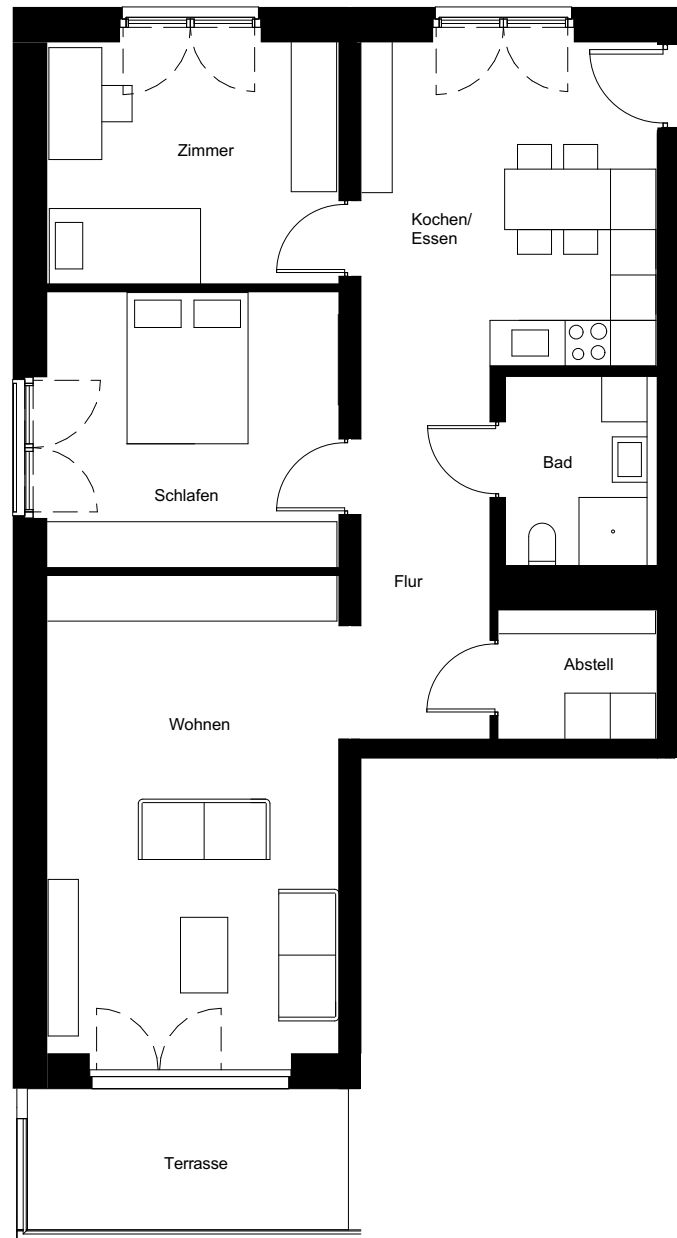 Zimmer
Kochen/
Essen
Schlafen
Bad
Flur
Abstell
Wohnen
Terrasse